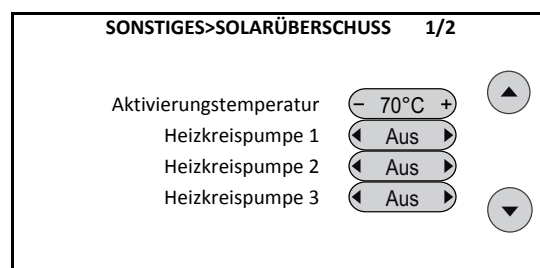 SONSTIGES>SOLARÜBERSCHUSS 1/2
Aktivierungstemperatur − 70°C +
Heizkreispumpe 1 Aus
Heizkreispumpe 2 Aus
Heizkreispumpe 3 Aus